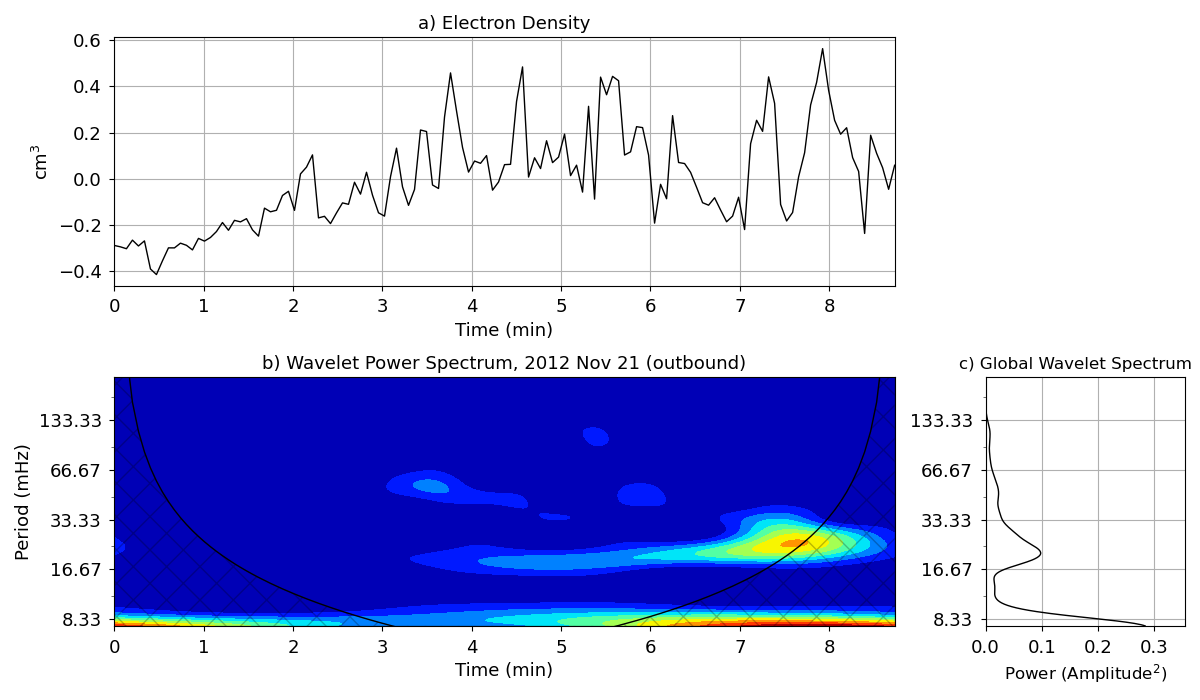 a) Electron Density
0.6
0.4
0.2
0.0
−0.2
−0.4
cm³
0 1 2 3 4 5 6 7 8
Time (min)
b) Wavelet Power Spectrum, 2012 Nov 21 (outbound)
133.33
66.67
33.33
16.67
8.33
Period (mHz)
0 1 2 3 4 5 6 7 8
Time (min)
c) Global Wavelet Spectrum
133.33
66.67
33.33
16.67
8.33
0.0 0.1 0.2 0.3
Power (Amplitude²)